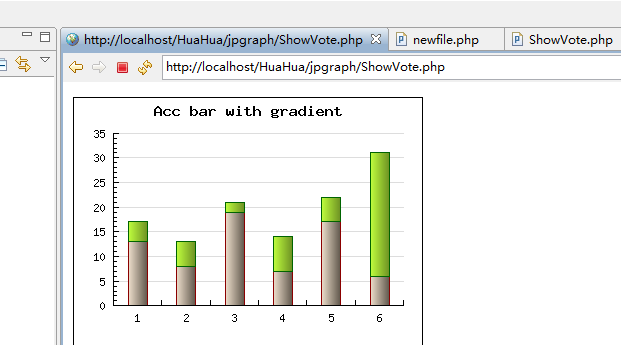 http://localhost/HuaHua/jpgraph/ShowVote.php newfile.php ShowVote.php
http://localhost/HuaHua/jpgraph/ShowVote.php
Acc bar with gradient
35
30
25
20
15
10
5
0
1 2 3 4 5 6